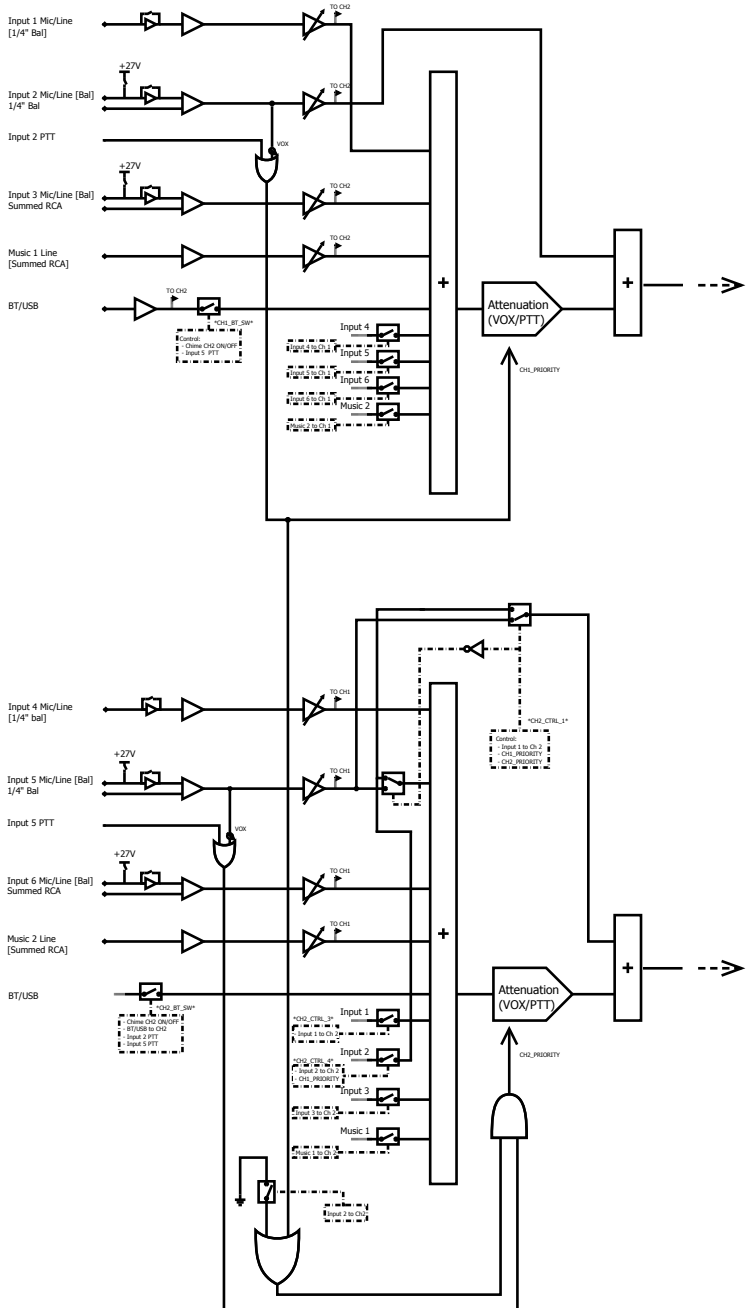 Input 1 Mic/Line
[1/4" Bal]
TO CH2
+27V
Input 2 Mic/Line [Bal]
1/4" Bal
TO CH2
Input 2 PTT
VOX
+27V
Input 3 Mic/Line [Bal]
Summed RCA
TO CH2
Music 1 Line
[Summed RCA]
TO CH2
+
+
BT/USB
TO CH2
*CH1_BT_SW*
Control:
- Chime CH2 ON/OFF
- Input 5 PTT
Attenuation
(VOX/PTT)
Input 4
Input 4 to Ch 1
Input 5
Input 5 to Ch 1
Input 6
Input 6 to Ch 1
Music 2
Music 2 to Ch 1
CH1_PRIORITY
Input 4 Mic/Line
[1/4" bal]
TO CH1
*CH2_CTRL_1*
Control:
- Input 1 to Ch 2
- CH1_PRIORITY
- CH2_PRIORITY
+27V
Input 5 Mic/Line [Bal]
1/4" Bal
TO CH1
Input 5 PTT
VOX
+27V
Input 6 Mic/Line [Bal]
Summed RCA
TO CH1
Music 2 Line
[Summed RCA]
TO CH1
+
+
BT/USB
*CH2_BT_SW*
- Chime CH2 ON/OFF
- BT/USB to CH2
- Input 2 PTT
- Input 5 PTT
Attenuation
(VOX/PTT)
Input 1
*CH2_CTRL_3*
- Input 1 to Ch 2
Input 2
*CH2_CTRL_4*
- Input 2 to Ch 2
- CH1_PRIORITY
Input 3
Input 3 to Ch 2
Music 1
Music 1 to Ch 2
CH2_PRIORITY
Input 2 to Ch2